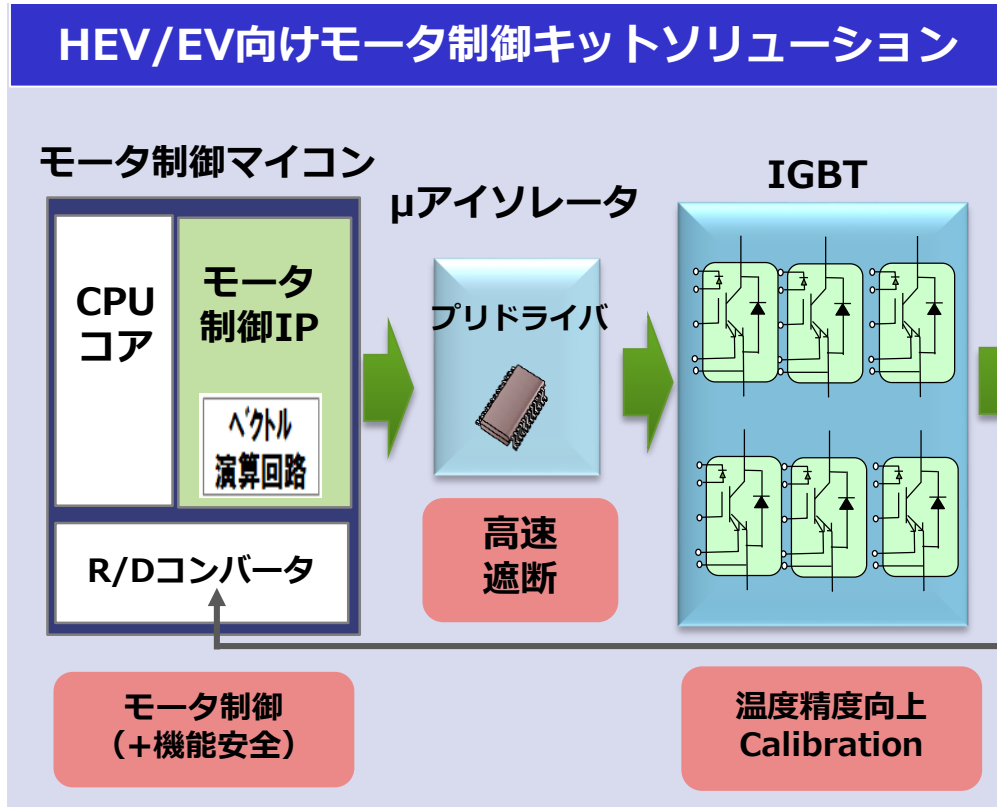 HEV/EV向けモータ制御キットソリューション
モータ制御マイコン
μアイソレータ
IGBT
CPU
コア
モータ
制御IP
ベクトル
演算回路
R/Dコンバータ
プリドライバ
高速
遮断
モータ制御
（+機能安全）
温度精度向上
Calibration